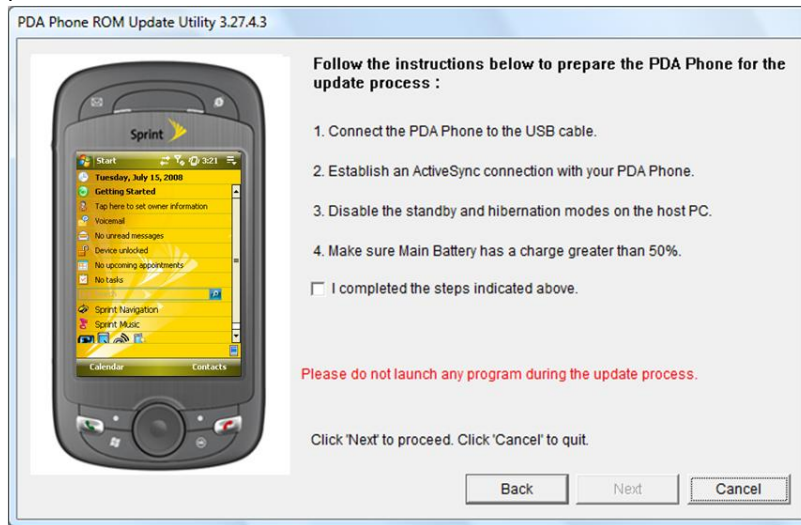 PDA Phone ROM Update Utility 3.27.4.3
Sprint
Start
3:21
Tuesday, July 15, 2008
Getting Started
Tap here to set owner information
Voicemail
No unread messages
Device unlocked
No upcoming appointments
No tasks
Sprint Navigation
Sprint Music
Calendar Contacts
Follow the instructions below to prepare the PDA Phone for the
update process :
1. Connect the PDA Phone to the USB cable.
2. Establish an ActiveSync connection with your PDA Phone.
3. Disable the standby and hibernation modes on the host PC.
4. Make sure Main Battery has a charge greater than 50%.
I completed the steps indicated above.
Please do not launch any program during the update process.
Click 'Next' to proceed. Click 'Cancel' to quit.
Back Next Cancel